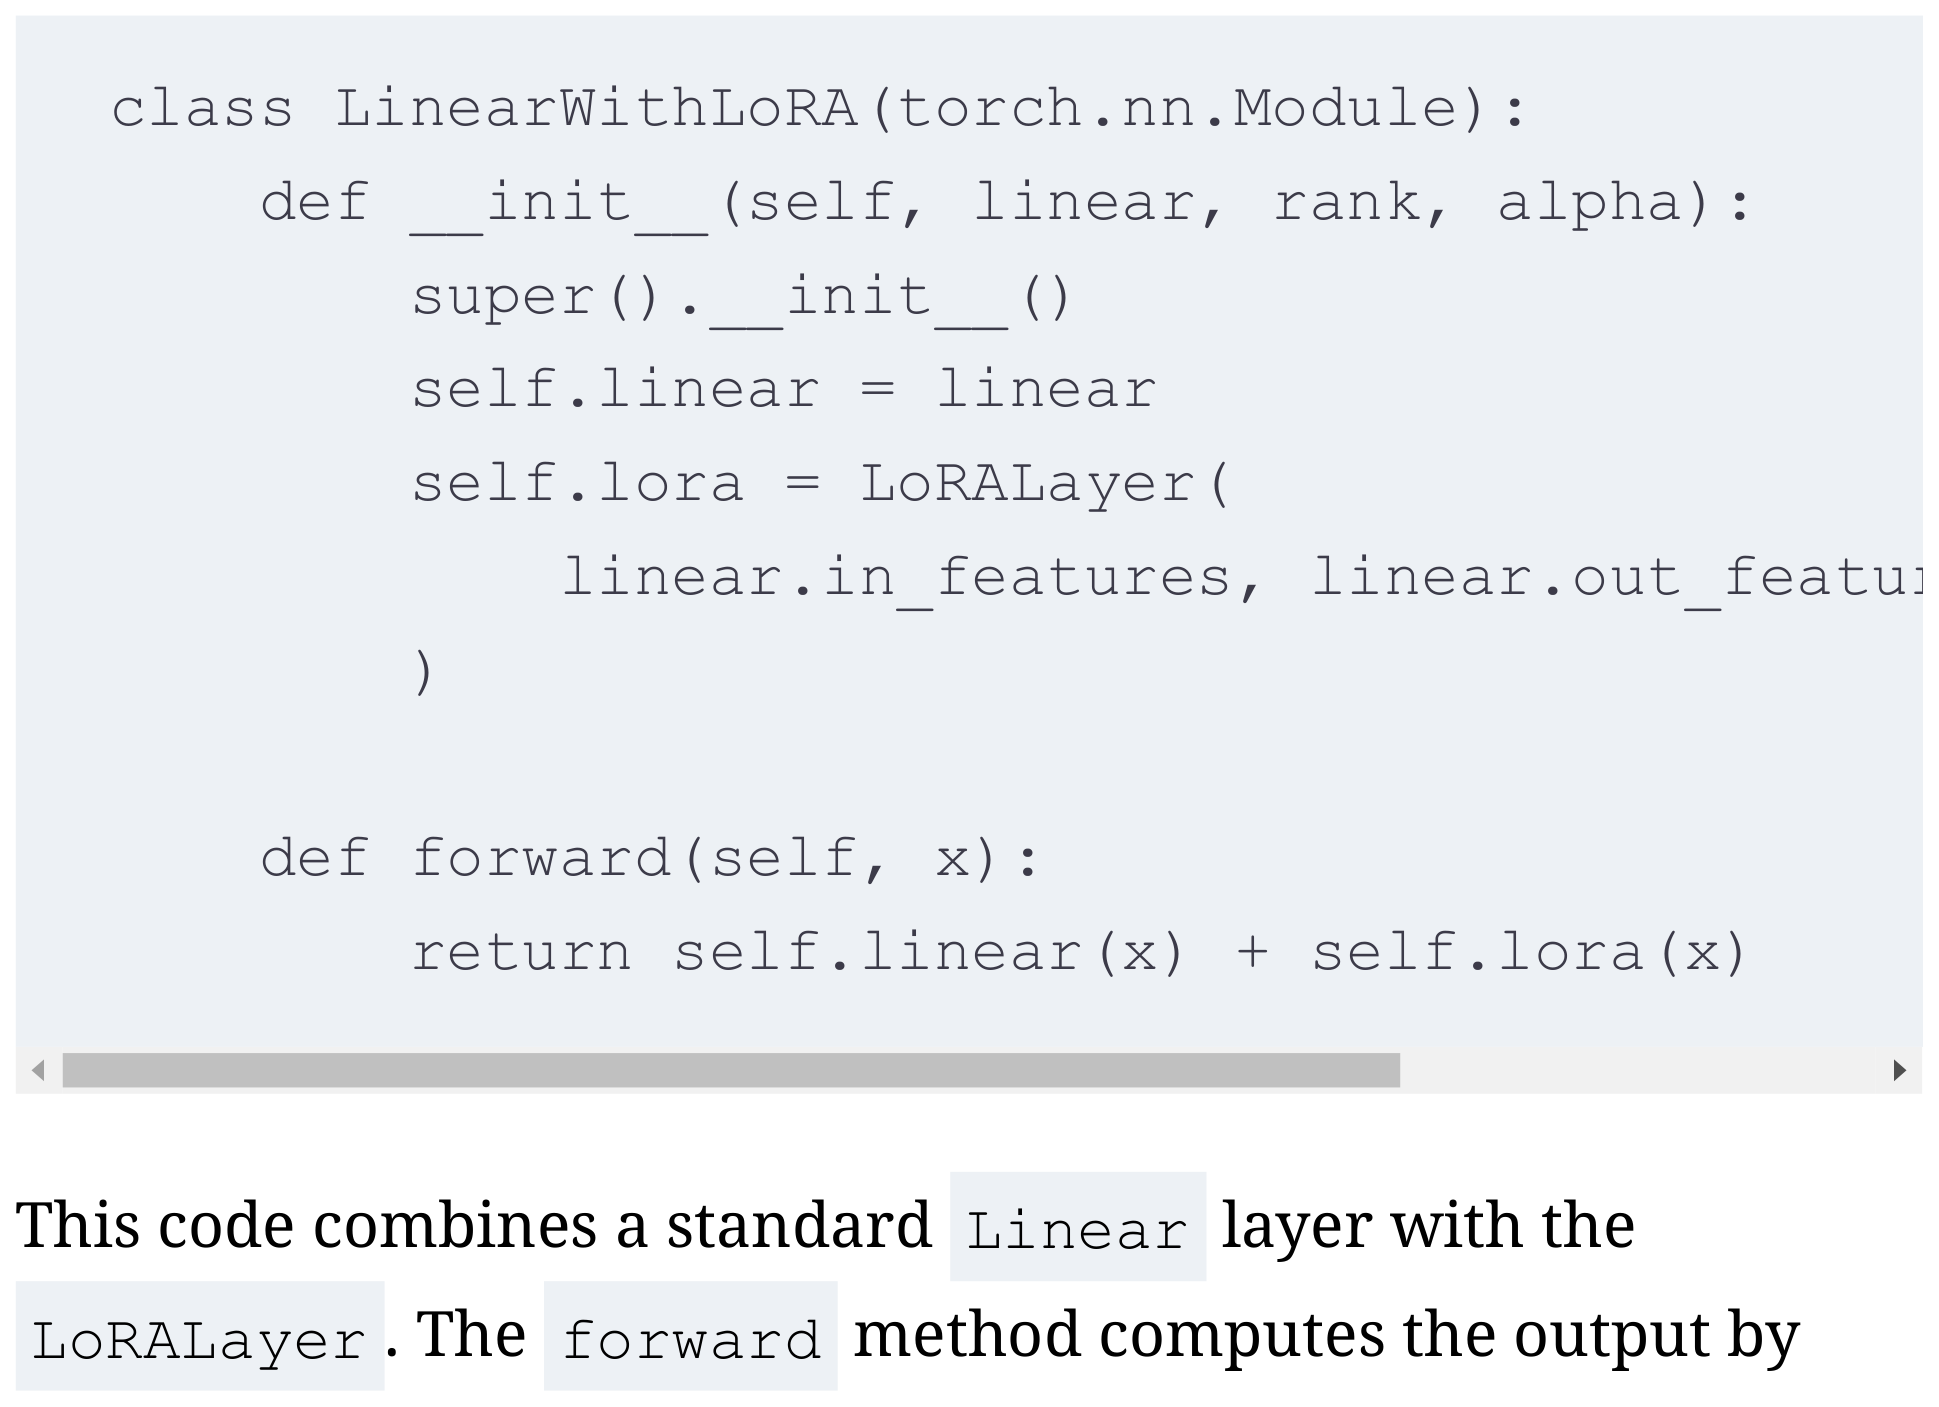 class LinearWithLoRA(torch.nn.Module):
    def __init__(self, linear, rank, alpha):
        super().__init__()
        self.linear = linear
        self.lora = LoRALayer(
            linear.in_features, linear.out_featur
        )
    def forward(self, x):
        return self.linear(x) + self.lora(x)
This code combines a standard Linear layer with the
LoRALayer. The forward method computes the output by